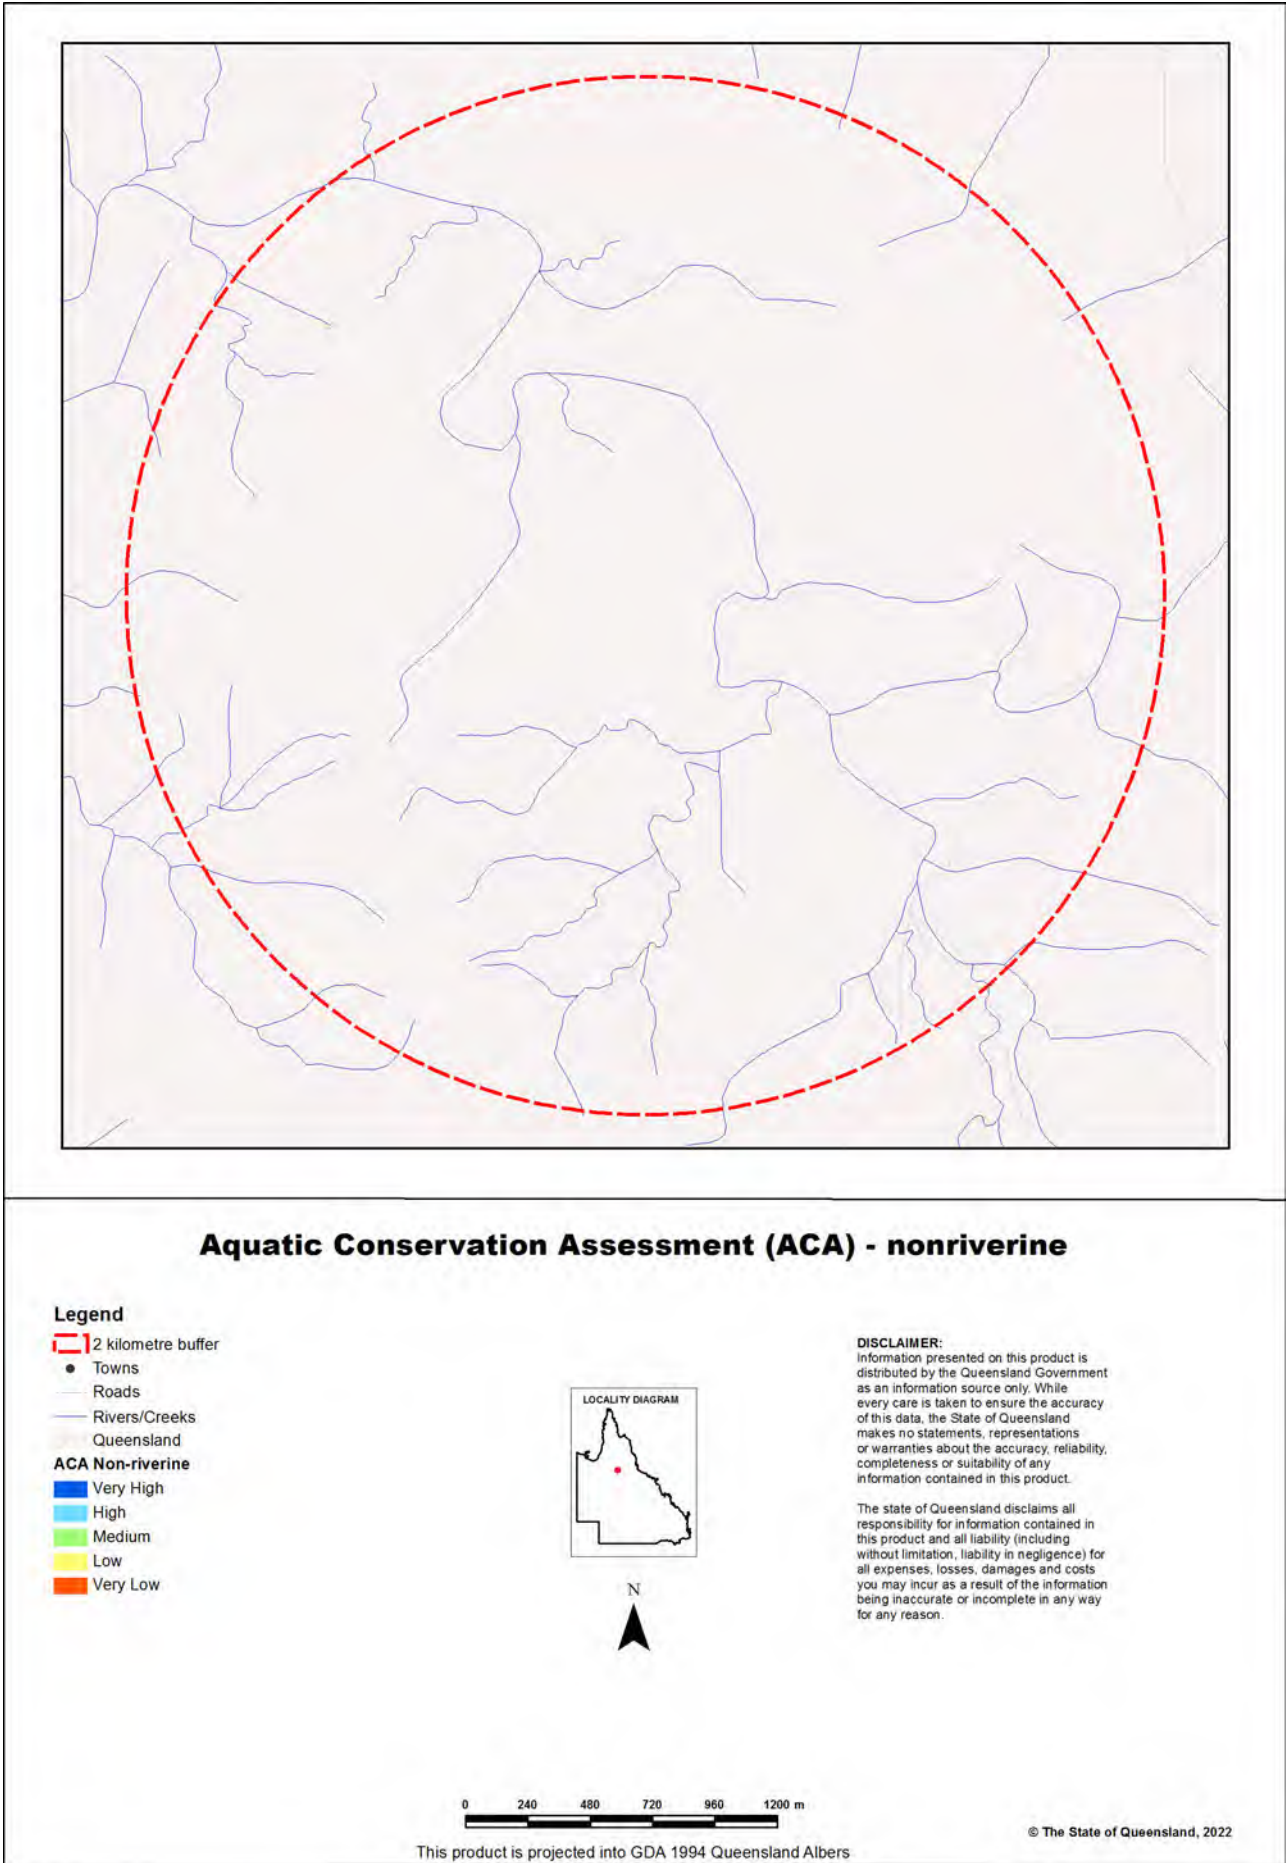 Aquatic Conservation Assessment (ACA) - nonriverine
Legend
2 kilometre buffer
Towns
Roads
Rivers/Creeks
Queensland
ACA Non-riverine
Very High
High
Medium
Low
Very Low
LOCALITY DIAGRAM
N
DISCLAIMER:
Information presented on this product is
distributed by the Queensland Government
as an information source only. While
every care is taken to ensure the accuracy
of this data, the State of Queensland
makes no statements, representations
or warranties about the accuracy, reliability,
completeness or suitability of any
information contained in this product.
The state of Queensland disclaims all
responsibility for information contained in
this product and all liability (including
without limitation, liability in negligence) for
all expenses, losses, damages and costs
you may incur as a result of the information
being inaccurate or incomplete in any way
for any reason.
0 240 480 720 960 1200 m
This product is projected into GDA 1994 Queensland Albers
© The State of Queensland, 2022